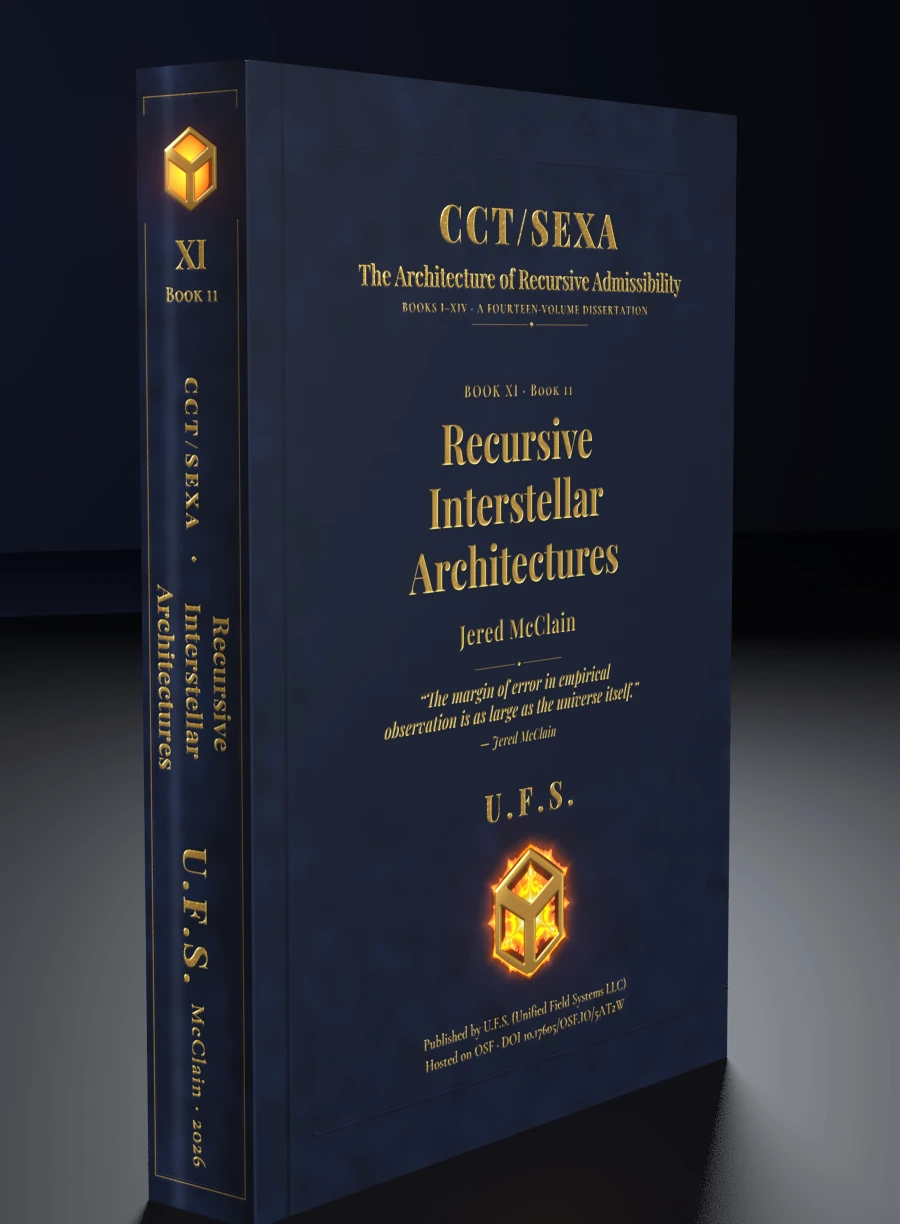 XI
Book 11
CCT/SEXA ·
Recursive
Interstellar
Architectures
U.F.S.
McClain · 2026
CCT/SEXA
The Architecture of Recursive Admissibility
BOOKS I–XIV · A FOURTEEN-VOLUME DISSERTATION
BOOK XI · Book 11
Recursive
Interstellar
Architectures
Jered McClain
“The margin of error in empirical
observation is as large as the universe itself.”
— Jered McClain
U.F.S.
Published by U.F.S. (Unified Field Systems LLC)
Hosted on OSF · DOI 10.17605/OSF.IO/5AT2W